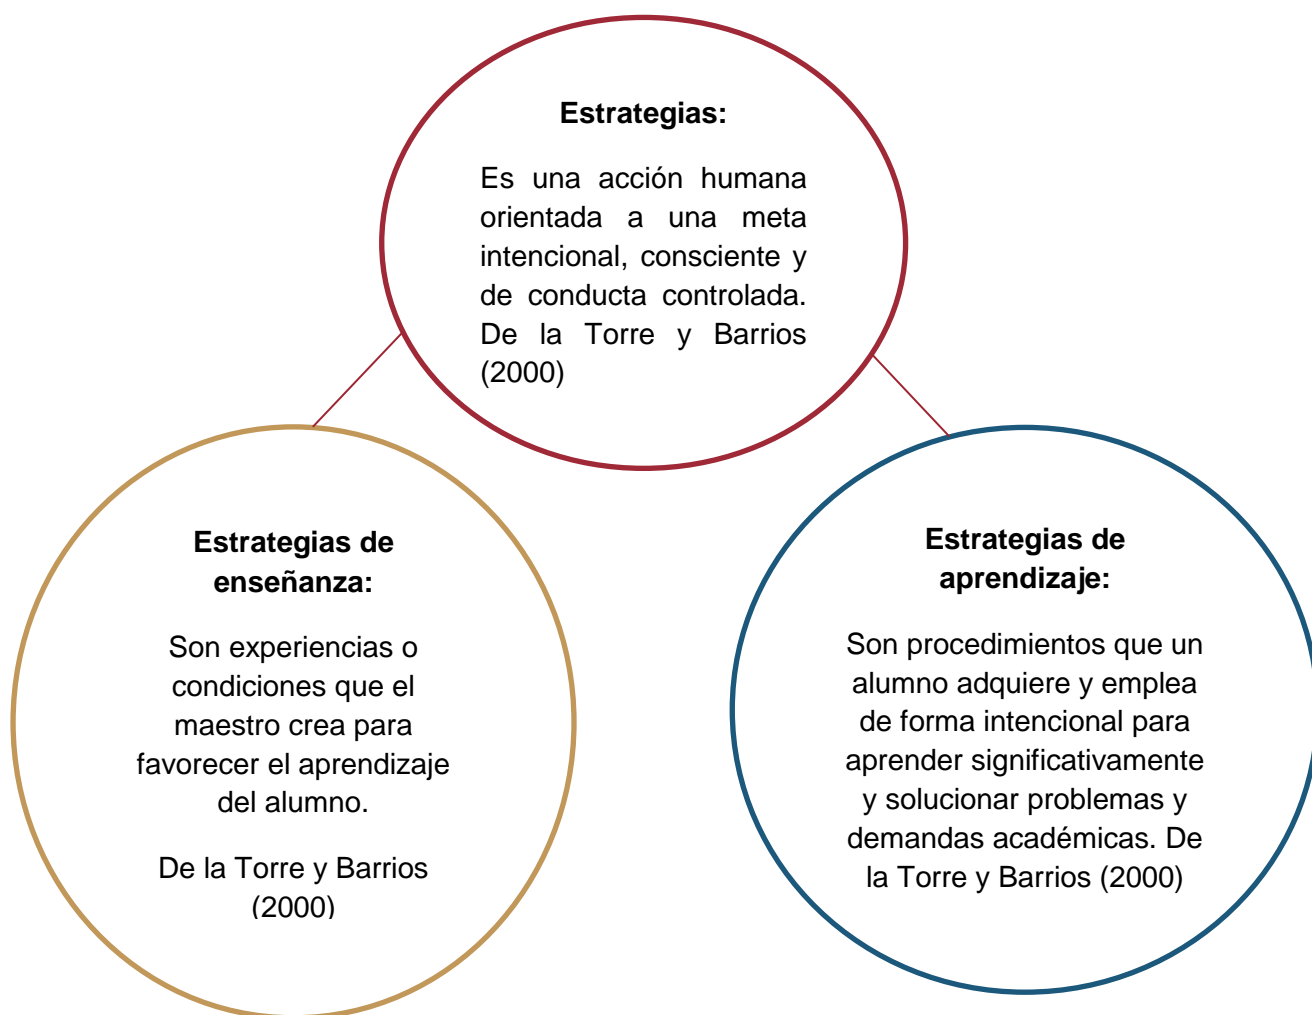 Estrategias:
Es una acción humana
orientada a una meta
intencional, consciente y
de conducta controlada.
De la Torre y Barrios
(2000)
Estrategias de
enseñanza:
Son experiencias o
condiciones que el
maestro crea para
favorecer el aprendizaje
del alumno.
De la Torre y Barrios
(2000)
Estrategias de
aprendizaje:
Son procedimientos que un
alumno adquiere y emplea
de forma intencional para
aprender significativamente
y solucionar problemas y
demandas académicas. De
la Torre y Barrios (2000)